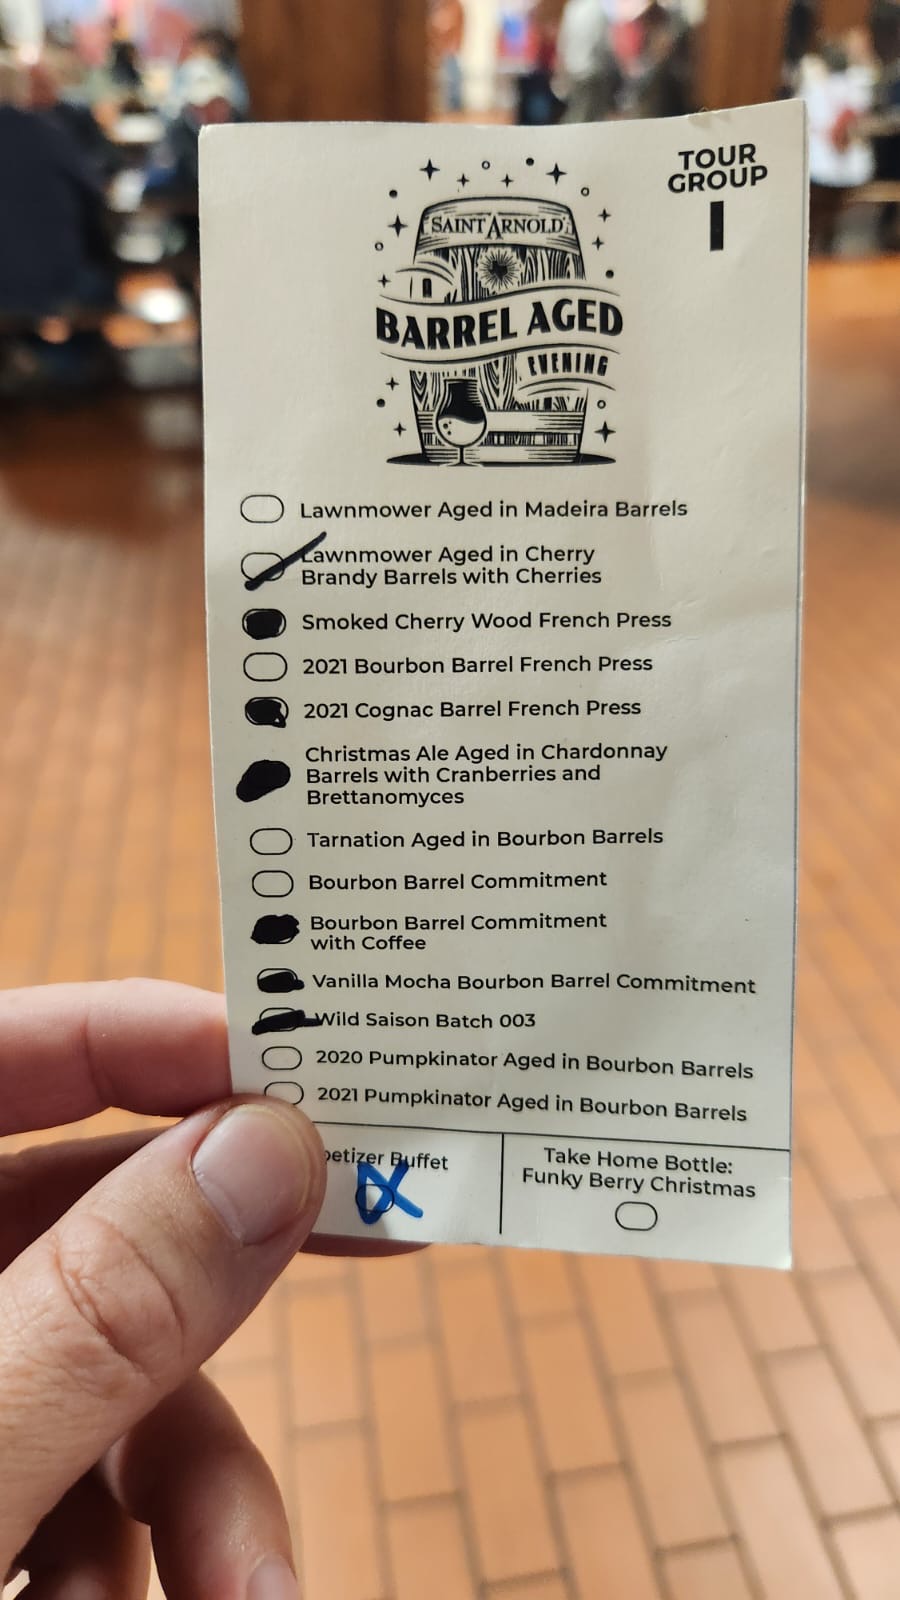 TOUR
GROUP
1
SAINT ARNOLD
BARREL AGED
EVENING
Lawnmower Aged in Madeira Barrels
Lawnmower Aged in Cherry
Brandy Barrels with Cherries
Smoked Cherry Wood French Press
2021 Bourbon Barrel French Press
2021 Cognac Barrel French Press
Christmas Ale Aged in Chardonnay
Barrels with Cranberries and
Brettanomyces
Tarnation Aged in Bourbon Barrels
Bourbon Barrel Commitment
Bourbon Barrel Commitment
with Coffee
Vanilla Mocha Bourbon Barrel Commitment
Wild Saison Batch 003
2020 Pumpkinator Aged in Bourbon Barrels
2021 Pumpkinator Aged in Bourbon Barrels
petizer Buffet
Take Home Bottle:
Funky Berry Christmas